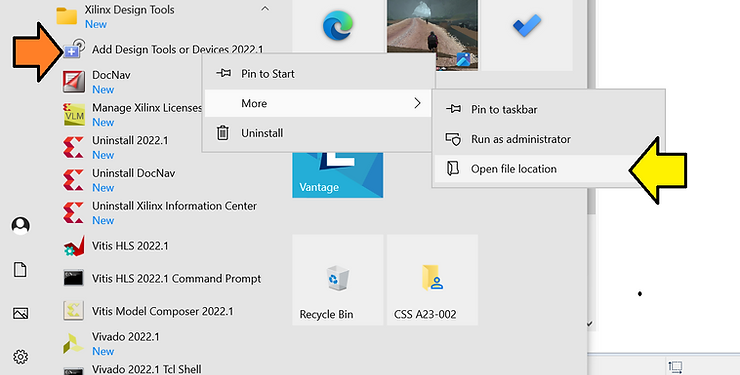 Xilinx Design Tools
New
Add Design Tools or Devices 2022.1
DocNav
New
Manage Xilinx Licenses
New
Uninstall 2022.1
New
Uninstall DocNav
New
Uninstall Xilinx Information Center
New
Vitis HLS 2022.1
Vitis HLS 2022.1 Command Prompt
Vitis Model Composer 2022.1
Vivado 2022.1
New
Vivado 2022.1 Tcl Shell
VLM
Pin to Start
More
Uninstall
Pin to taskbar
Run as administrator
Open file location
Vantage
Recycle Bin
CSS A23-002